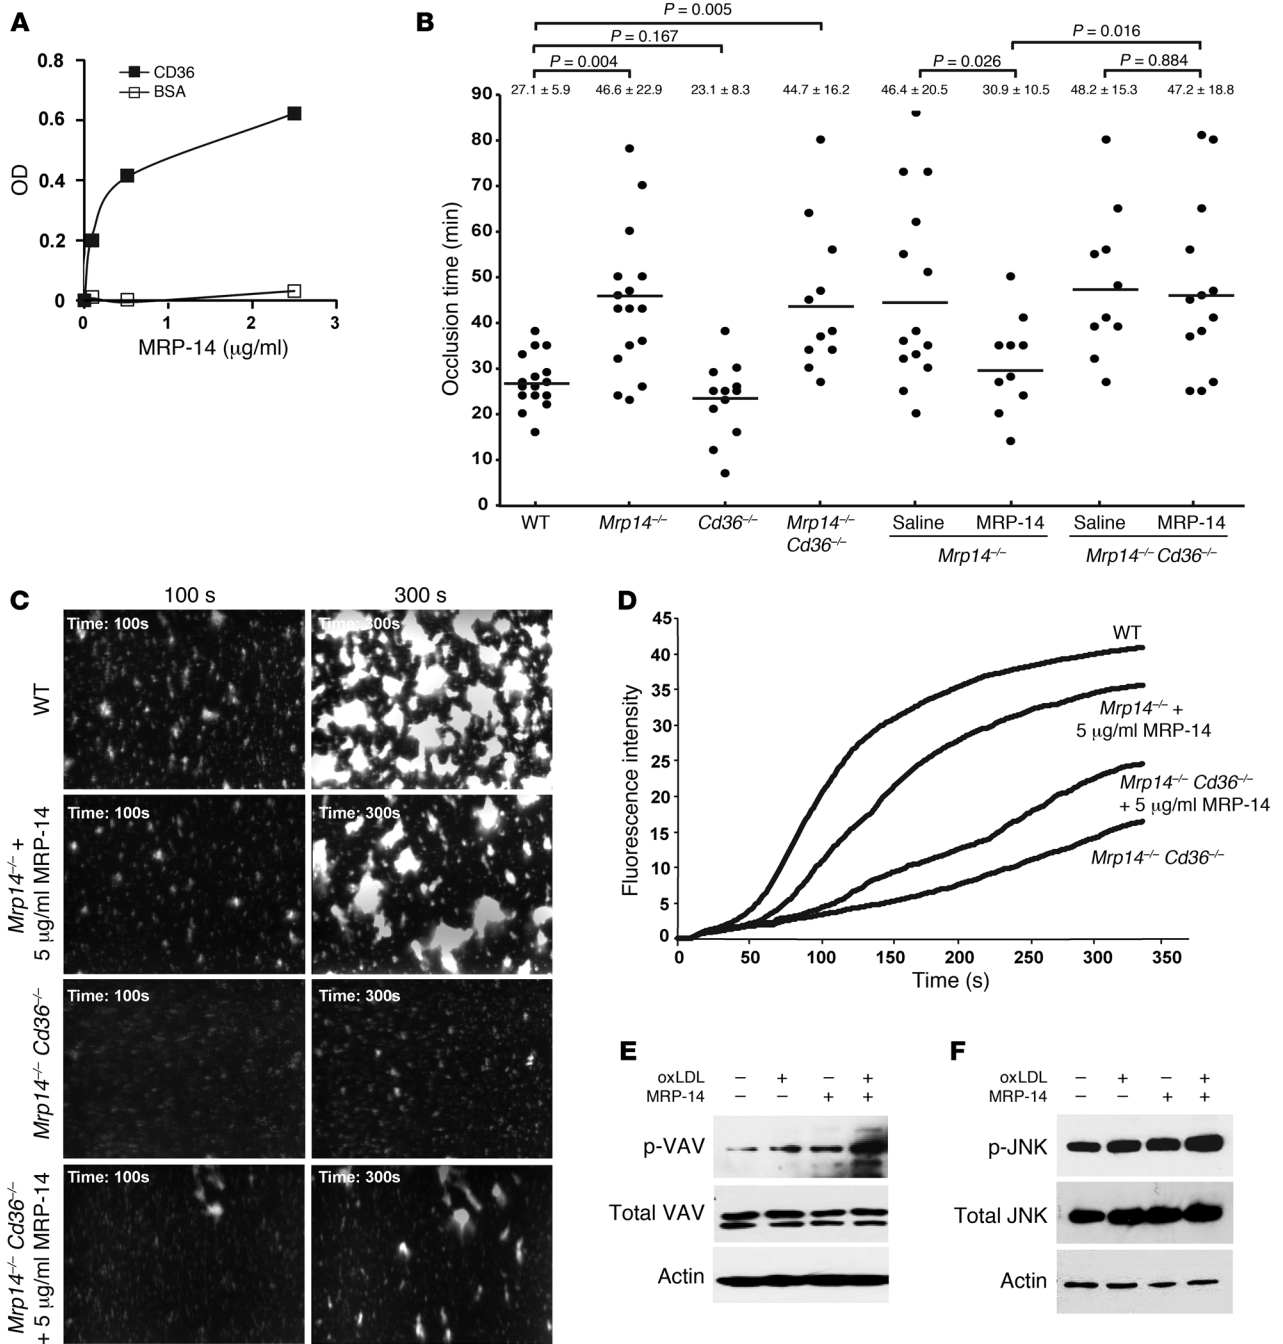 A
0.8
0.6
0.4
0.2
0
OD
CD36
BSA
0
1
2
3
MRP-14 (μg/ml)
B
P = 0.005
P = 0.167
P = 0.004
P = 0.016
P = 0.026
P = 0.884
27.1 ± 5.9
46.6 ± 22.9
23.1 ± 8.3
44.7 ± 16.2
46.4 ± 20.5
30.9 ± 10.5
48.2 ± 15.3
47.2 ± 18.8
90
80
70
60
50
40
30
20
10
0
Occlusion time (min)
WT
Mrp14–/–
Cd36–/–
Mrp14–/–
Cd36–/–
Saline
MRP-14
Mrp14–/–
Saline
MRP-14
Mrp14–/– Cd36–/–
C
100 s
300 s
WT
Time: 100s
Time: 300s
Mrp14–/– +
5 μg/ml MRP-14
Time: 100s
Time: 300s
Mrp14–/– Cd36–/–
Time: 100s
Time: 300s
Mrp14–/– Cd36–/–
+ 5 μg/ml MRP-14
Time: 100s
Time: 300s
D
45
40
35
30
25
20
15
10
5
0
Fluorescence intensity
WT
Mrp14–/– +
5 μg/ml MRP-14
Mrp14–/– Cd36–/–
+ 5 μg/ml MRP-14
Mrp14–/– Cd36–/–
0
50
100
150
200
250
300
350
Time (s)
E
oxLDL – + – +
MRP-14 – – + +
p-VAV
Total VAV
Actin
F
oxLDL – + – +
MRP-14 – – + +
p-JNK
Total JNK
Actin